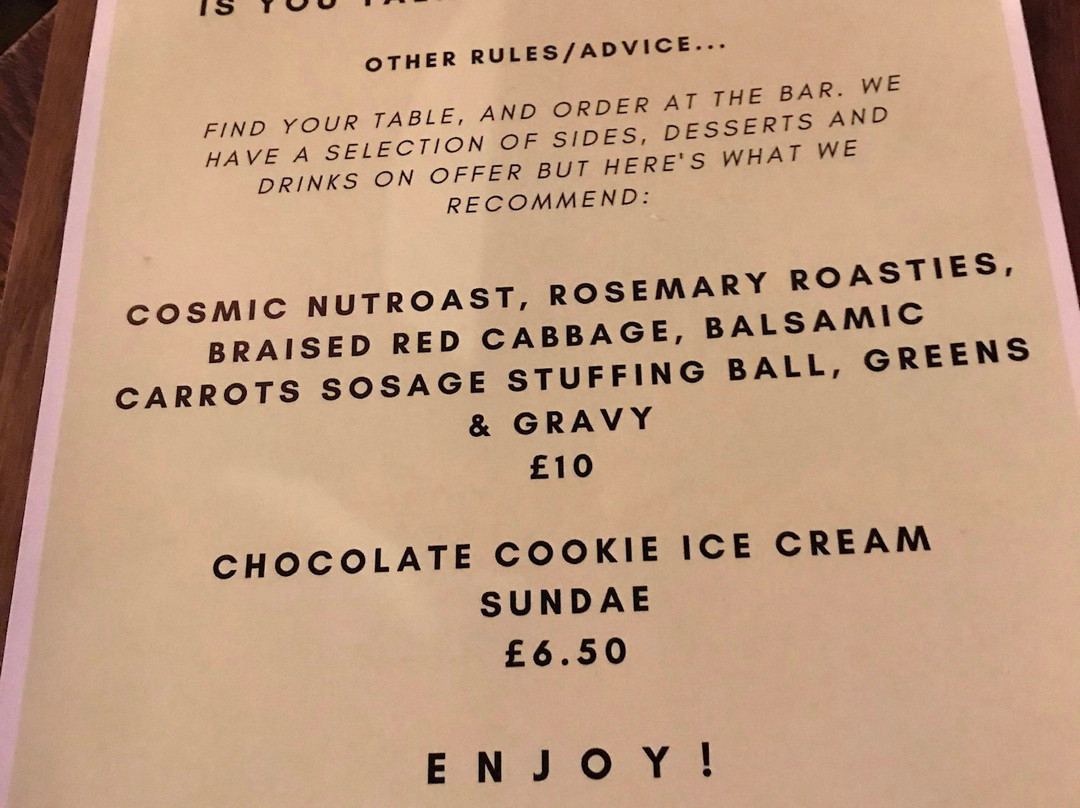 IS YOU
OTHER RULES/ADVICE...
FIND YOUR TABLE, AND ORDER AT THE BAR. WE
HAVE A SELECTION OF SIDES, DESSERTS AND
DRINKS ON OFFER BUT HERE'S WHAT WE
RECOMMEND:
COSMIC NUTROAST, ROSEMARY ROASTIES,
BRAISED RED CABBAGE, BALSAMIC
CARROTS SOSAGE STUFFING BALL, GREENS
& GRAVY
£10
CHOCOLATE COOKIE ICE CREAM
SUNDAE
£6.50
ENJOY!